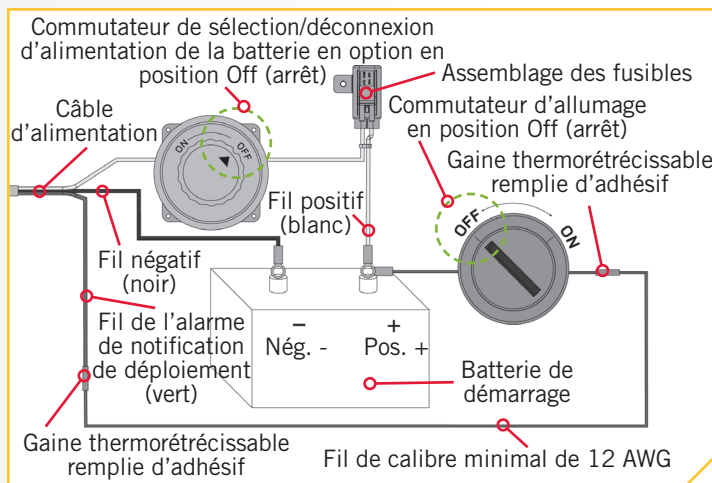 Commutateur de sélection/déconnexion
d'alimentation de la batterie en option en
position Off (arrêt)
Assemblage des fusibles
Câble
d'alimentation
Commutateur d'allumage
en position Off (arrêt)
Gaine thermorétrécissable
remplie d'adhésif
ON
OFF
Fil positif
(blanc)
OFF
ON
Fil négatif
(noir)
Fil de l'alarme
de notification
de déploiement
(vert)
–
Nég. -
+
Pos. +
Batterie de
démarrage
Gaine thermorétrécissable
remplie d'adhésif
Fil de calibre minimal de 12 AWG